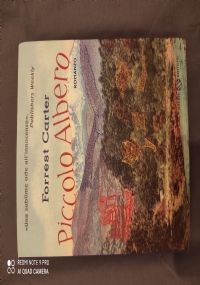 «Una sublime ode all'innocenza».
Publishers Weekly
Forrest Carter
Piccolo Albero
ROMANZO
REDMI NOTE 9 PRO
AI QUAD CAMERA